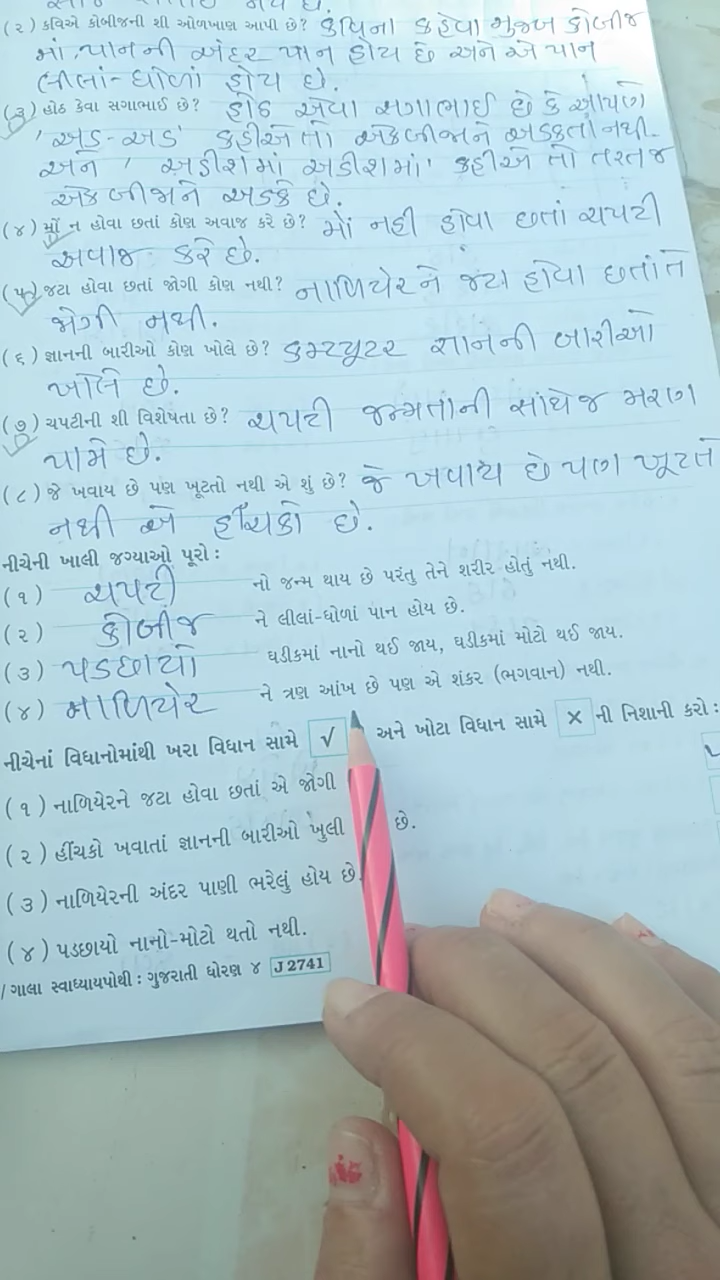 (૨) કવિએ કોબીજની શી ઓળખાણ આપી છે? કવિના કહેવા મુજબ કોબીજ
માં પાનની અંદર પાન હોય છે અને એ પાન
લીલાં-ધોળાં હોય છે.
(૩) હોઠ કેવા સગાભાઈ છે? હોઠ એવા સગાભાઈ છે કે આપણે
'અડ-અડ' કહીએ તો એકબીજાને અડકતા નથી.
અને 'અડીશમાં અડીશમાં' કહીએ તો તરત જ
એકબીજાને અડકે છે.
(૪) મોં ન હોવા છતાં કોણ અવાજ કરે છે? મોં નહી હોવા છતાં ચપટી
અવાજ કરે છે.
(૫) જટા હોવા છતાં જોગી કોણ નથી? નાળિયેરને જટા હોવા છતાં તે
જોગી નથી.
(૬) જ્ઞાનની બારીઓ કોણ ખોલે છે? કમ્પ્યૂટર જ્ઞાનની બારીઓ
ખોલે છે.
(૭) ચપટીની શી વિશેષતા છે? ચપટી જન્મતાંની સાથે જ મરણ
પામે છે.
(૮) જે ખવાય છે પણ ખૂટતો નથી એ શું છે? જે ખવાય છે પણ ખૂટતો
નથી એ હીંચકો છે.
નીચેની ખાલી જગ્યાઓ પૂરો :
(૧) ચપટી નો જન્મ થાય છે પરંતુ તેને શરીર હોતું નથી.
(૨) કોબીજ ને લીલાં-ધોળાં પાન હોય છે.
(૩) પડછાયો ઘડીકમાં નાનો થઈ જાય, ઘડીકમાં મોટો થઈ જાય.
(૪) નાળિયેર ને ત્રણ આંખ છે પણ એ શંકર (ભગવાન) નથી.
નીચેનાં વિધાનોમાંથી ખરા વિધાન સામે √ અને ખોટા વિધાન સામે × ની નિશાની કરો :
(૧) નાળિયેરને જટા હોવા છતાં એ જોગી
(૨) હીંચકો ખવાતાં જ્ઞાનની બારીઓ ખુલી છે.
(૩) નાળિયેરની અંદર પાણી ભરેલું હોય છે.
(૪) પડછાયો નાનો-મોટો થતો નથી.
/ ગાલા સ્વાધ્યાયપોથી : ગુજરાતી ધોરણ ૪ J 2741